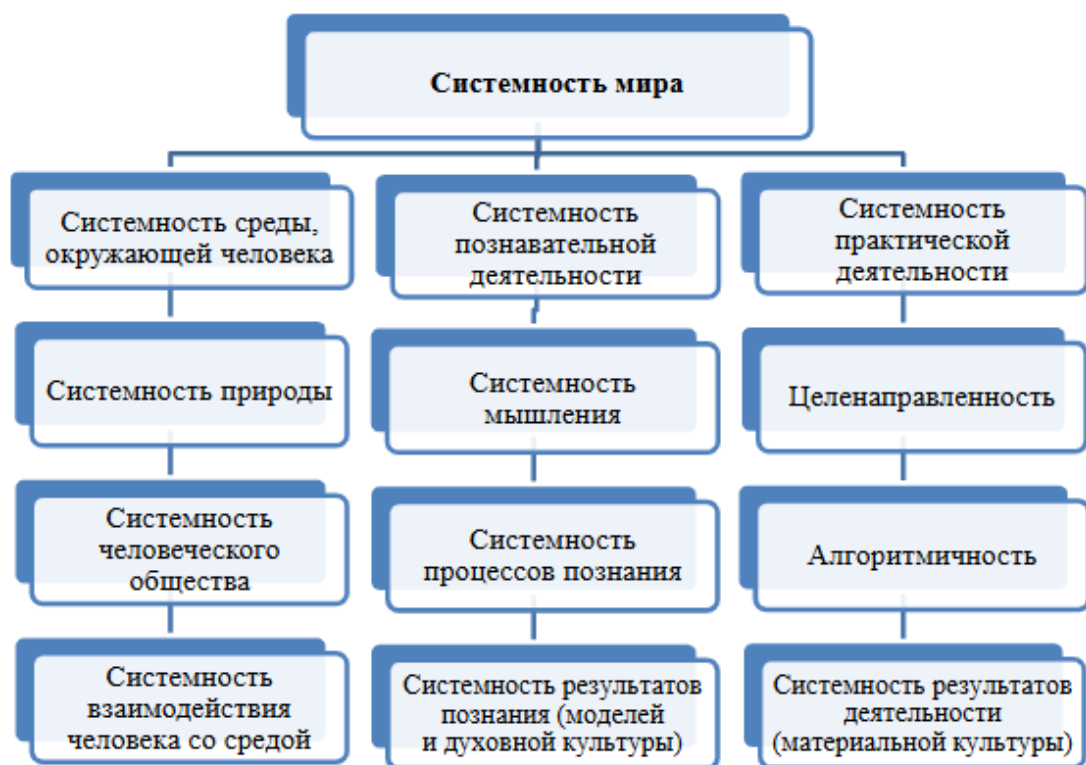 Системность мира
Системность среды,
окружающей человека
Системность природы
Системность
человеческого
общества
Системность
взаимодействия
человека со средой
Системность
познавательной
деятельности
Системность
мышления
Системность
процессов познания
Системность результатов
познания (моделей
и духовной культуры)
Системность
практической
деятельности
Целенаправленность
Алгоритмичность
Системность результатов
деятельности
(материальной культуры)